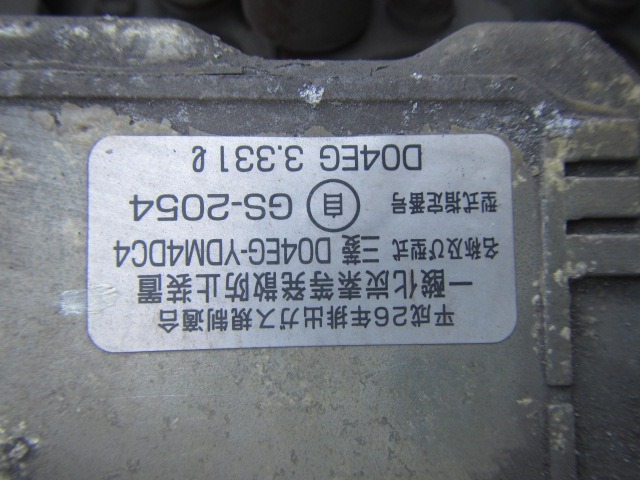 平成26年排出ガス規制適合
一酸化炭素等発散防止装置
名称及び型式 三菱 D04EG-YDM4DC4
型式指定番号 自 GS-2054
D04EG 3.331ℓ